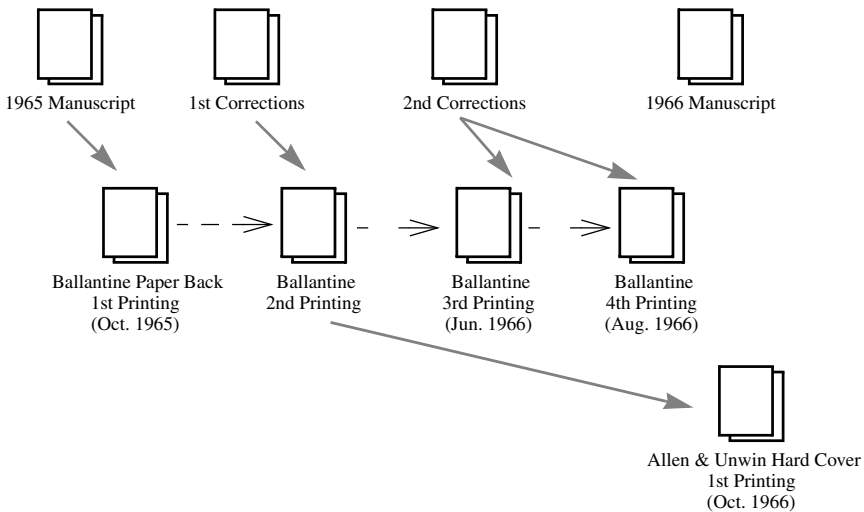 1965 Manuscript
1st Corrections
2nd Corrections
1966 Manuscript
Ballantine Paper Back
1st Printing
(Oct. 1965)
Ballantine
2nd Printing
Ballantine
3rd Printing
(Jun. 1966)
Ballantine
4th Printing
(Aug. 1966)
Allen & Unwin Hard Cover
1st Printing
(Oct. 1966)